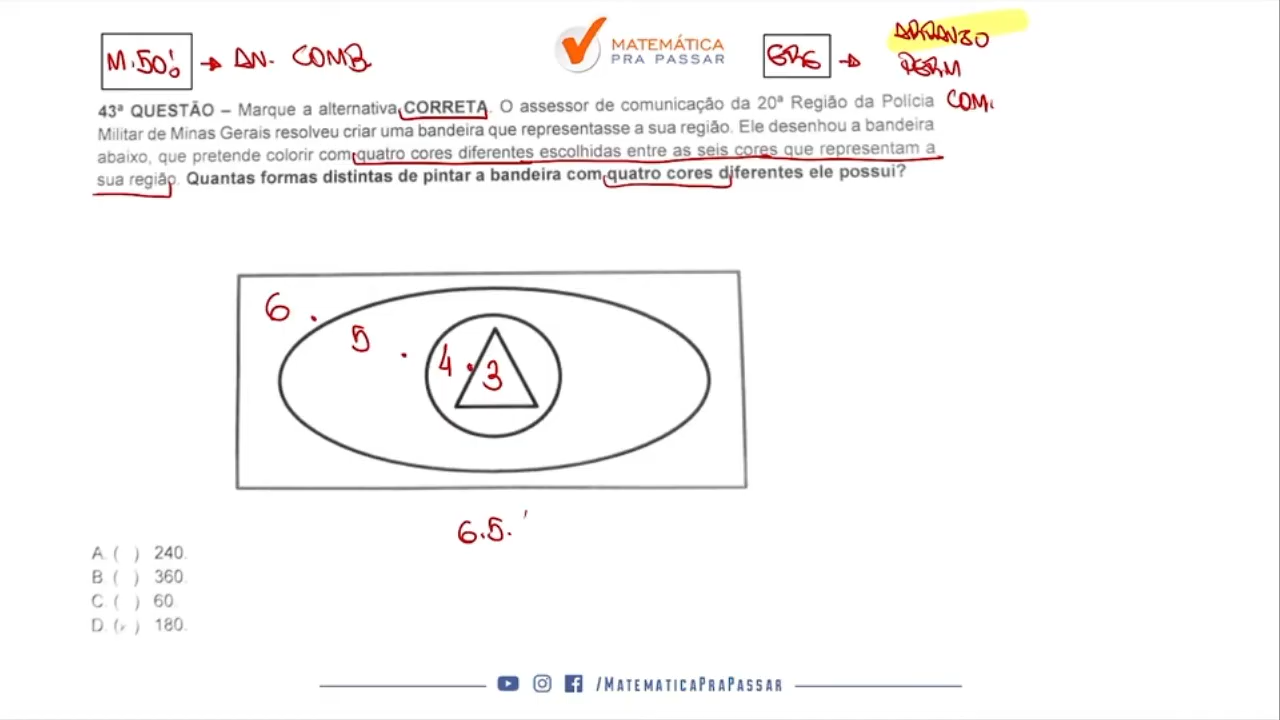 M.50! → AN. COMB
MATEMÁTICA
PRA PASSAR
→ ARRANJO
PERM
COM.
43ª QUESTÃO – Marque a alternativa CORRETA. O assessor de comunicação da 20ª Região da Polícia
Militar de Minas Gerais resolveu criar uma bandeira que representasse a sua região. Ele desenhou a bandeira
abaixo, que pretende colorir com quatro cores diferentes escolhidas entre as seis cores que representam a
sua região. Quantas formas distintas de pintar a bandeira com quatro cores diferentes ele possui?
6 .
5 .
4 . 3
6.5.
A. ( ) 240.
B. ( ) 360.
C. ( ) 60.
D. ( ) 180.
/MATEMATICAPRAPASSAR